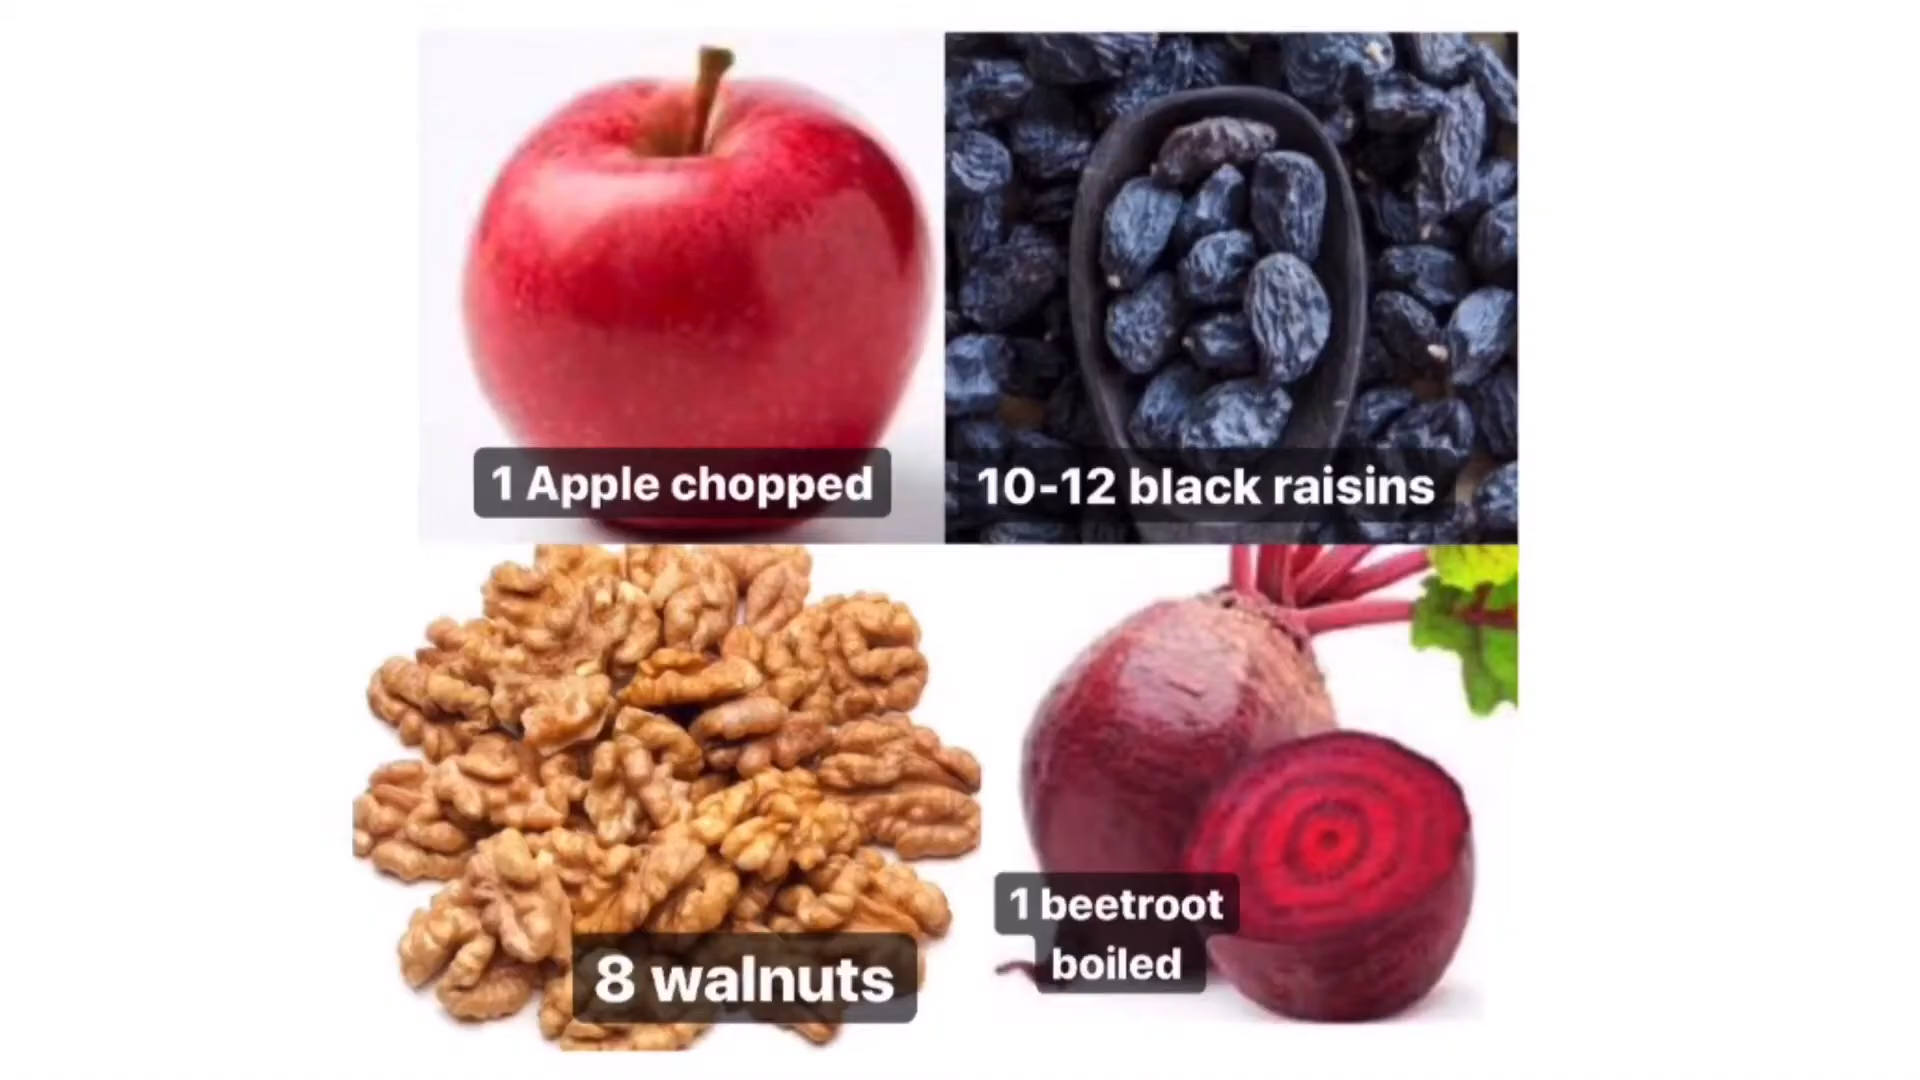 1 Apple chopped
10-12 black raisins
8 walnuts
1 beetroot
boiled